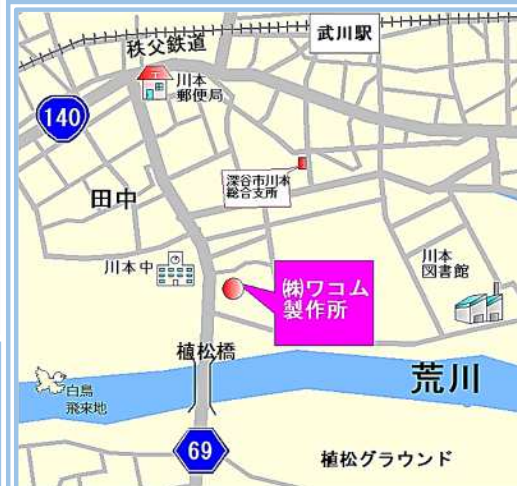 武川駅
秩父鉄道
川本
郵便局
140
深谷市川本
総合支所
田中
川本中
川本
図書館
㈱ワコム
製作所
植松橋
荒川
白鳥
飛来地
69
植松グラウンド